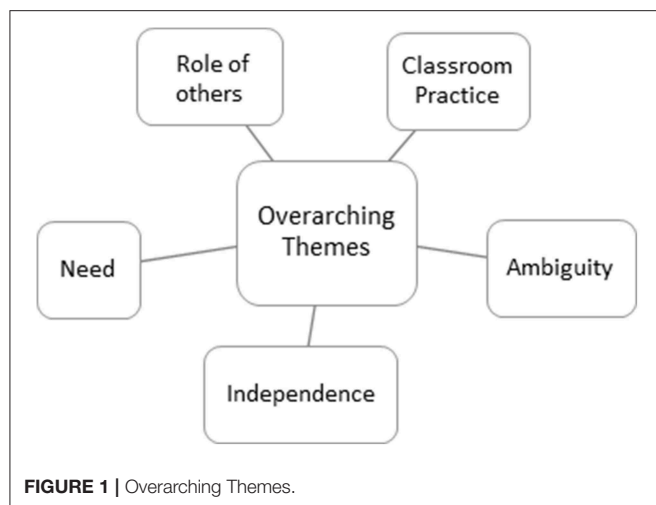 Role of
others
Classroom
Practice
Overarching
Themes
Need
Ambiguity
Independence
FIGURE 1 | Overarching Themes.